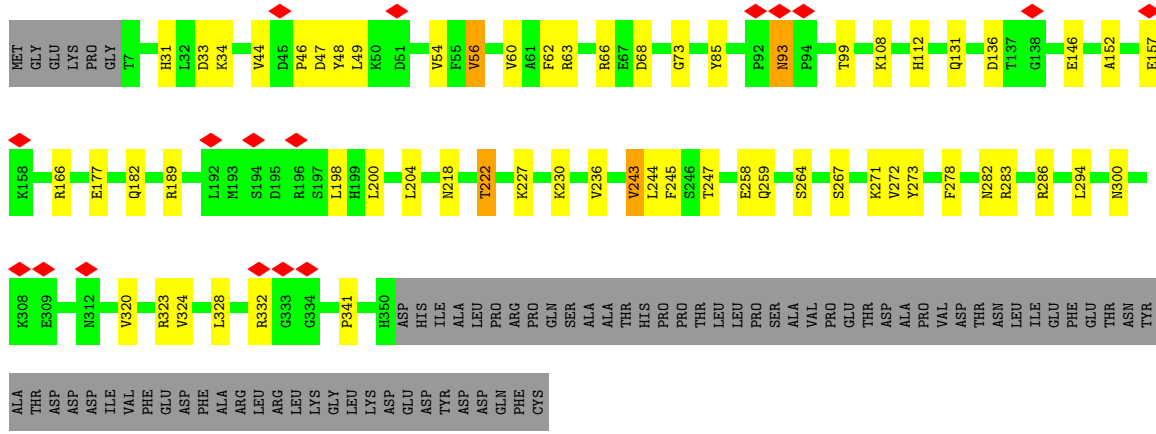 MET GLY GLU LYS PRO GLY T7 H31 L32 D33 K34 V44 D45 P46 D47 Y48 L49 K50 D51 V54 F55 V56 V60 A61 F62 R63 R66 E67 D68 G73 Y85 P92 N93 P94 T99 K108 H112 Q131 D136 T137 G138 E146 A152 E157
K158 R166 E177 Q182 R189 L192 M193 S194 D195 R196 S197 L198 H199 L200 L204 N218 T222 K227 K230 V236 V243 L244 F245 S246 T247 E258 Q259 S264 S267 K271 V272 Y273 F278 N282 R283 R286 L294 N300
K308 E309 N312 V320 R323 V324 L328 R332 G333 G334 P341 H350 ASP HIS ILE ALA LEU PRO ARG PRO GLN SER ALA ALA THR HIS PRO PRO THR LEU LEU PRO SER ALA VAL PRO GLU THR ASP ALA PRO VAL ASP THR ASN LEU ILE GLU PHE GLU THR ASN TYR
ALA THR ASP ASP ASP ILE VAL PHE GLU ASP PHE ALA ARG LEU ARG LEU LYS GLY LEU LYS ASP GLU ASP TYR ASP ASP GLN PHE CYS